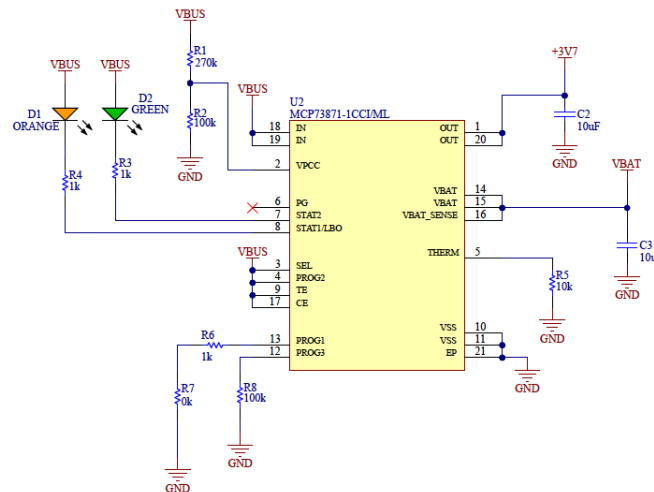 VBUS
R1
270k
R2
100k
GND
VBUS
VBUS
D1
ORANGE
D2
GREEN
R4
1k
R3
1k
VBUS
U2
MCP73871-1CCI/ML
18 IN
19 IN
2 VPCC
6 PG
7 STAT2
8 STAT1/LBO
VBUS
3 SEL
4 PROG2
9 TE
17 CE
13 PROG1
12 PROG3
OUT 1
OUT 20
VBAT 14
VBAT 15
VBAT_SENSE 16
THERM 5
VSS 10
VSS 11
EP 21
+3V7
C2
10uF
GND
VBAT
C3
10u
GND
R5
10k
GND
GND
R6
1k
R7
0k
GND
R8
100k
GND